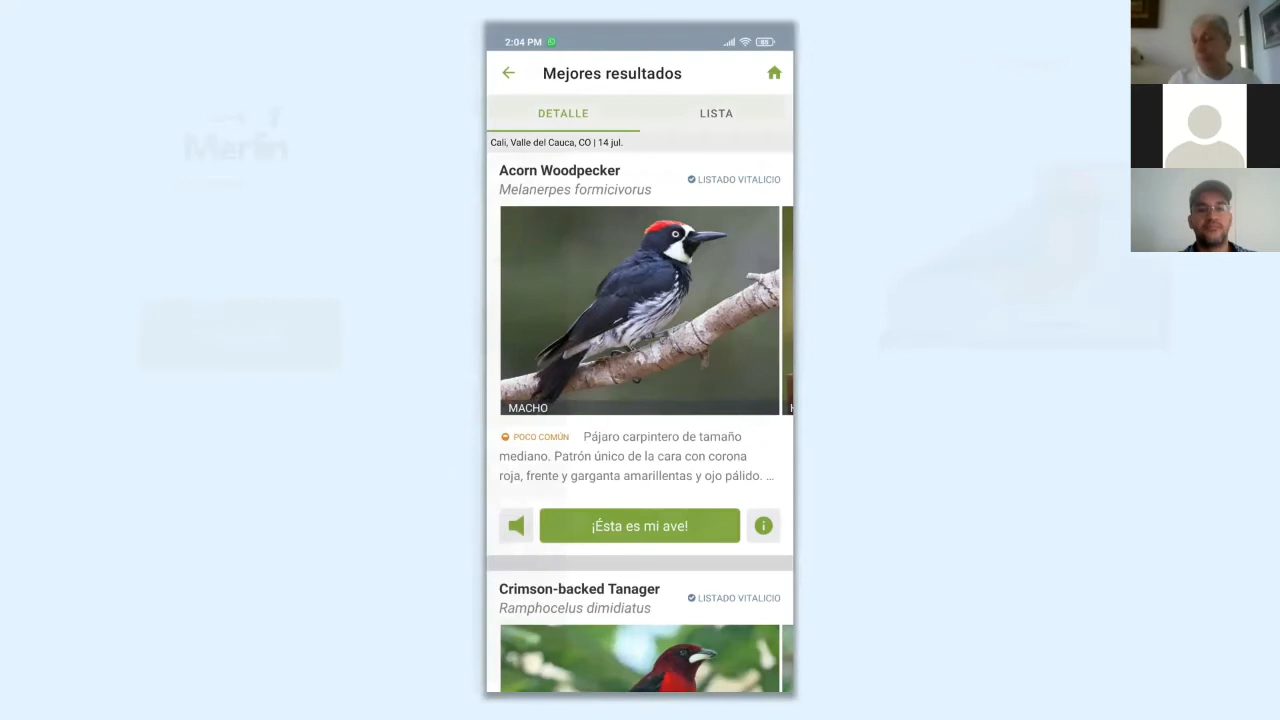 Merlin
2:04 PM
85
Mejores resultados
DETALLE
LISTA
Cali, Valle del Cauca, CO | 14 jul.
Acorn Woodpecker
LISTADO VITALICIO
Melanerpes formicivorus
MACHO
POCO COMÚN Pájaro carpintero de tamaño
mediano. Patrón único de la cara con corona
roja, frente y garganta amarillentas y ojo pálido. ...
¡Ésta es mi ave!
Crimson-backed Tanager
LISTADO VITALICIO
Ramphocelus dimidiatus